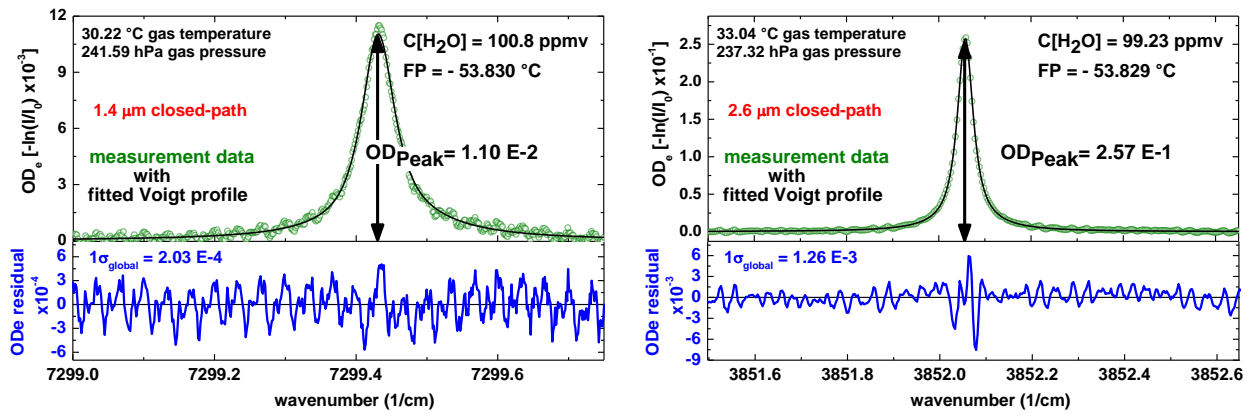 30.22 °C gas temperature
241.59 hPa gas pressure
C[H2O] = 100.8 ppmv
FP = - 53.830 °C
1.4 μm closed-path
measurement data
with
fitted Voigt profile
ODPeak= 1.10 E-2
ODe [-ln(I/I0) x10-3)
12
9
6
3
0
1σglobal = 2.03 E-4
ODe residual
x10-4
6
3
0
-3
-6
7299.0
7299.2
7299.4
7299.6
wavenumber (1/cm)
33.04 °C gas temperature
237.32 hPa gas pressure
C[H2O] = 99.23 ppmv
FP = - 53.829 °C
2.6 μm closed-path
measurement data
with
fitted Voigt profile
ODPeak= 2.57 E-1
ODe [-ln(I/I0) x10-1)
2.5
2.0
1.5
1.0
0.5
0.0
1σglobal = 1.26 E-3
ODe residual
x10-3
6
3
0
-3
-6
-9
3851.6
3851.8
3852.0
3852.2
3852.4
3852.6
wavenumber (1/cm)